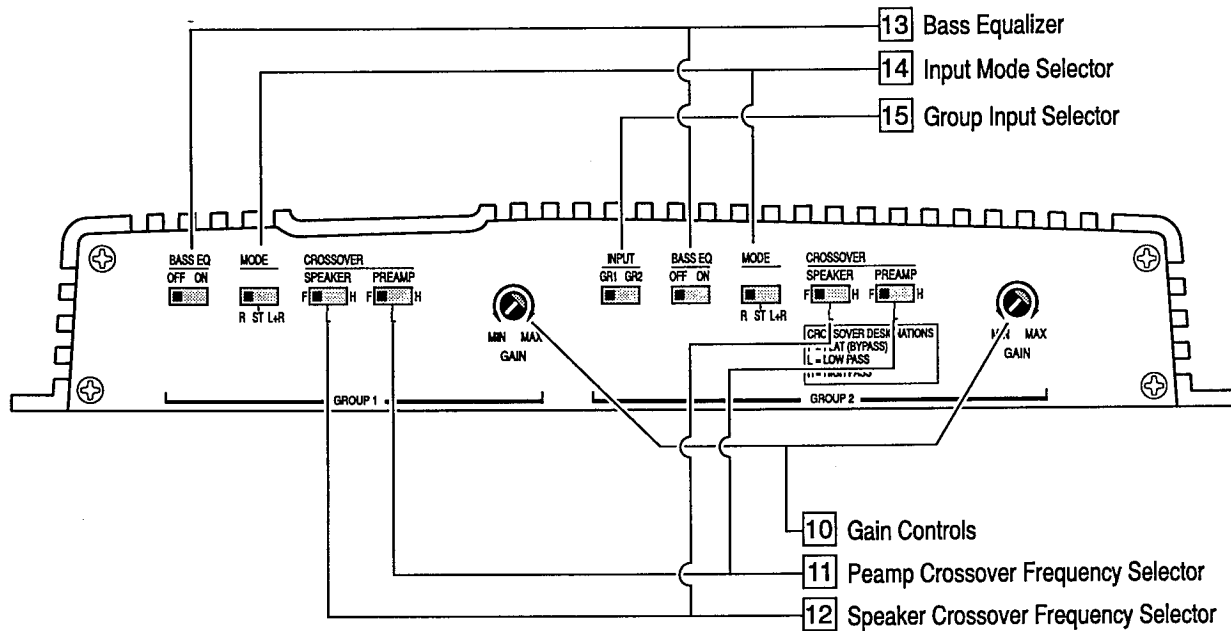 13 Bass Equalizer
14 Input Mode Selector
15 Group Input Selector
BASS EQ
OFF ON
MODE
R ST L+R
CROSSOVER
SPEAKER PREAMP
F H F H
MIN MAX
GAIN
GROUP 1
INPUT
GR1 GR2
BASS EQ
OFF ON
MODE
R ST L+R
CROSSOVER
SPEAKER PREAMP
F H F H
L = LOW PASS
MAX
GAIN
GROUP 2
10 Gain Controls
11 Peamp Crossover Frequency Selector
12 Speaker Crossover Frequency Selector